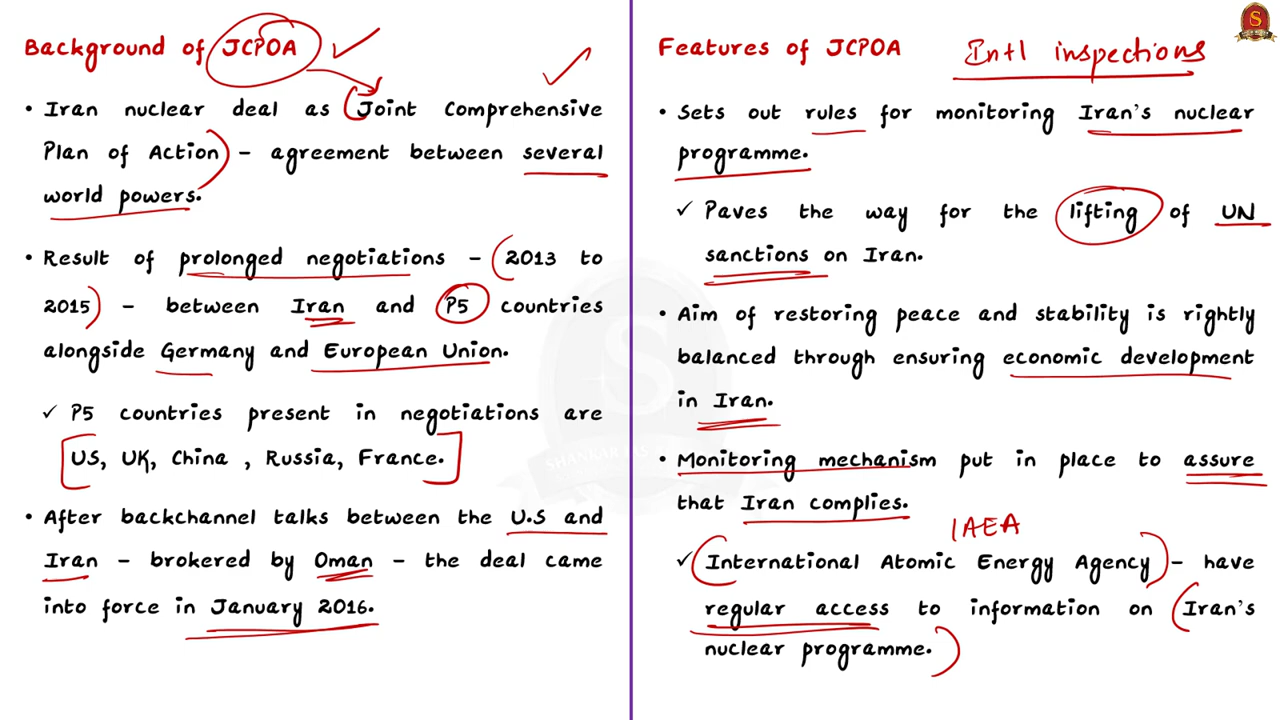 Background of JCPOA
• Iran nuclear deal as Joint Comprehensive
Plan of Action – agreement between several
world powers.
• Result of prolonged negotiations – 2013 to
2015 – between Iran and P5 countries
alongside Germany and European Union.
✓ P5 countries present in negotiations are
US, UK, China , Russia, France.
• After backchannel talks between the U.S and
Iran – brokered by Oman – the deal came
into force in January 2016.
Features of JCPOA
Intl inspections
• Sets out rules for monitoring Iran's nuclear
programme.
✓ Paves the way for the lifting of UN
sanctions on Iran.
• Aim of restoring peace and stability is rightly
balanced through ensuring economic development
in Iran.
• Monitoring mechanism put in place to assure
that Iran complies.
IAEA
✓ International Atomic Energy Agency – have
regular access to information on Iran's
nuclear programme.